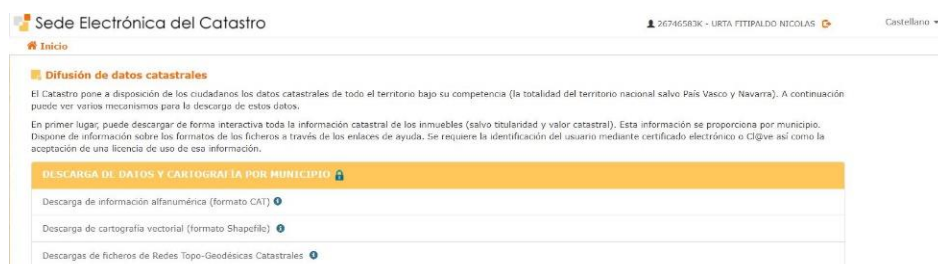 Sede Electrónica del Catastro
26746583K - URTA FITIPALDO NICOLAS
Castellano
Inicio
Difusión de datos catastrales
El Catastro pone a disposición de los ciudadanos los datos catastrales de todo el territorio bajo su competencia (la totalidad del territorio nacional salvo País Vasco y Navarra). A continuación
puede ver varios mecanismos para la descarga de estos datos.
En primer lugar, puede descargar de forma interactiva toda la información catastral de los inmuebles (salvo titularidad y valor catastral). Esta información se proporciona por municipio.
Dispone de información sobre los formatos de los ficheros a través de los enlaces de ayuda. Se requiere la identificación del usuario mediante certificado electrónico o Cl@ve así como la
aceptación de una licencia de uso de esa información.
DESCARGA DE DATOS Y CARTOGRAFÍA POR MUNICIPIO
Descarga de información alfanumérica (formato CAT)
Descarga de cartografía vectorial (formato Shapefile)
Descargas de ficheros de Redes Topo-Geodésicas Catastrales